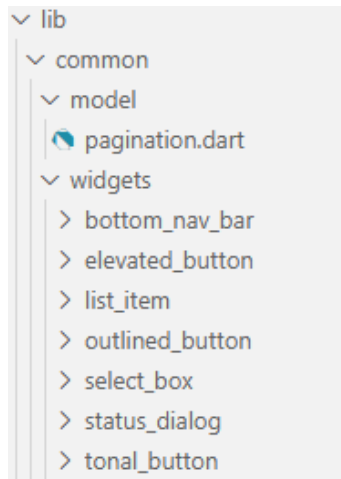 lib
common
model
pagination.dart
widgets
bottom_nav_bar
elevated_button
list_item
outlined_button
select_box
status_dialog
tonal_button